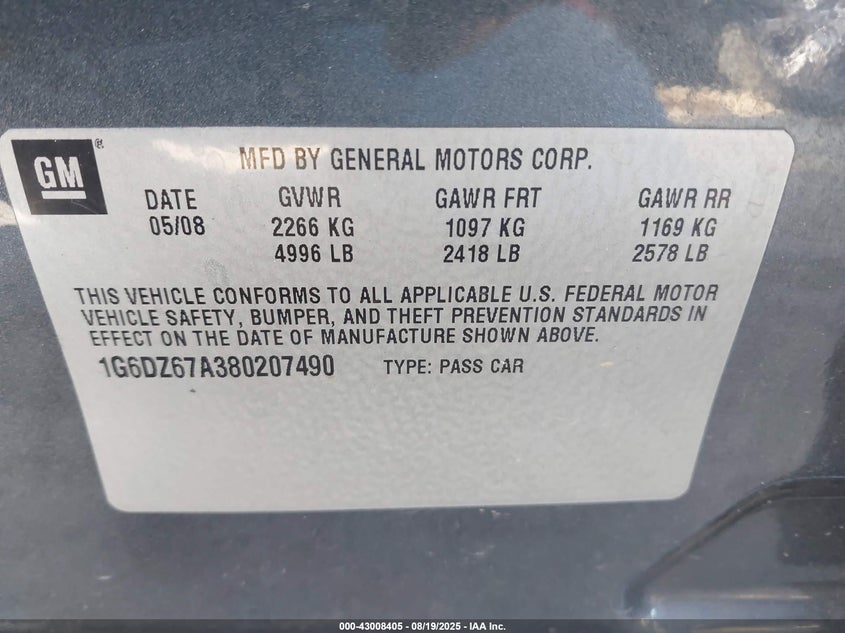 GM®
MFD BY GENERAL MOTORS CORP.
DATE GVWR GAWR FRT GAWR RR
05/08 2266 KG 1097 KG 1169 KG
4996 LB 2418 LB 2578 LB
THIS VEHICLE CONFORMS TO ALL APPLICABLE U.S. FEDERAL MOTOR
VEHICLE SAFETY, BUMPER, AND THEFT PREVENTION STANDARDS IN
EFFECT ON THE DATE OF MANUFACTURE SHOWN ABOVE.
1G6DZ67A380207490 TYPE: PASS CAR
000-43008405 - 08/19/2025 - IAA Inc.